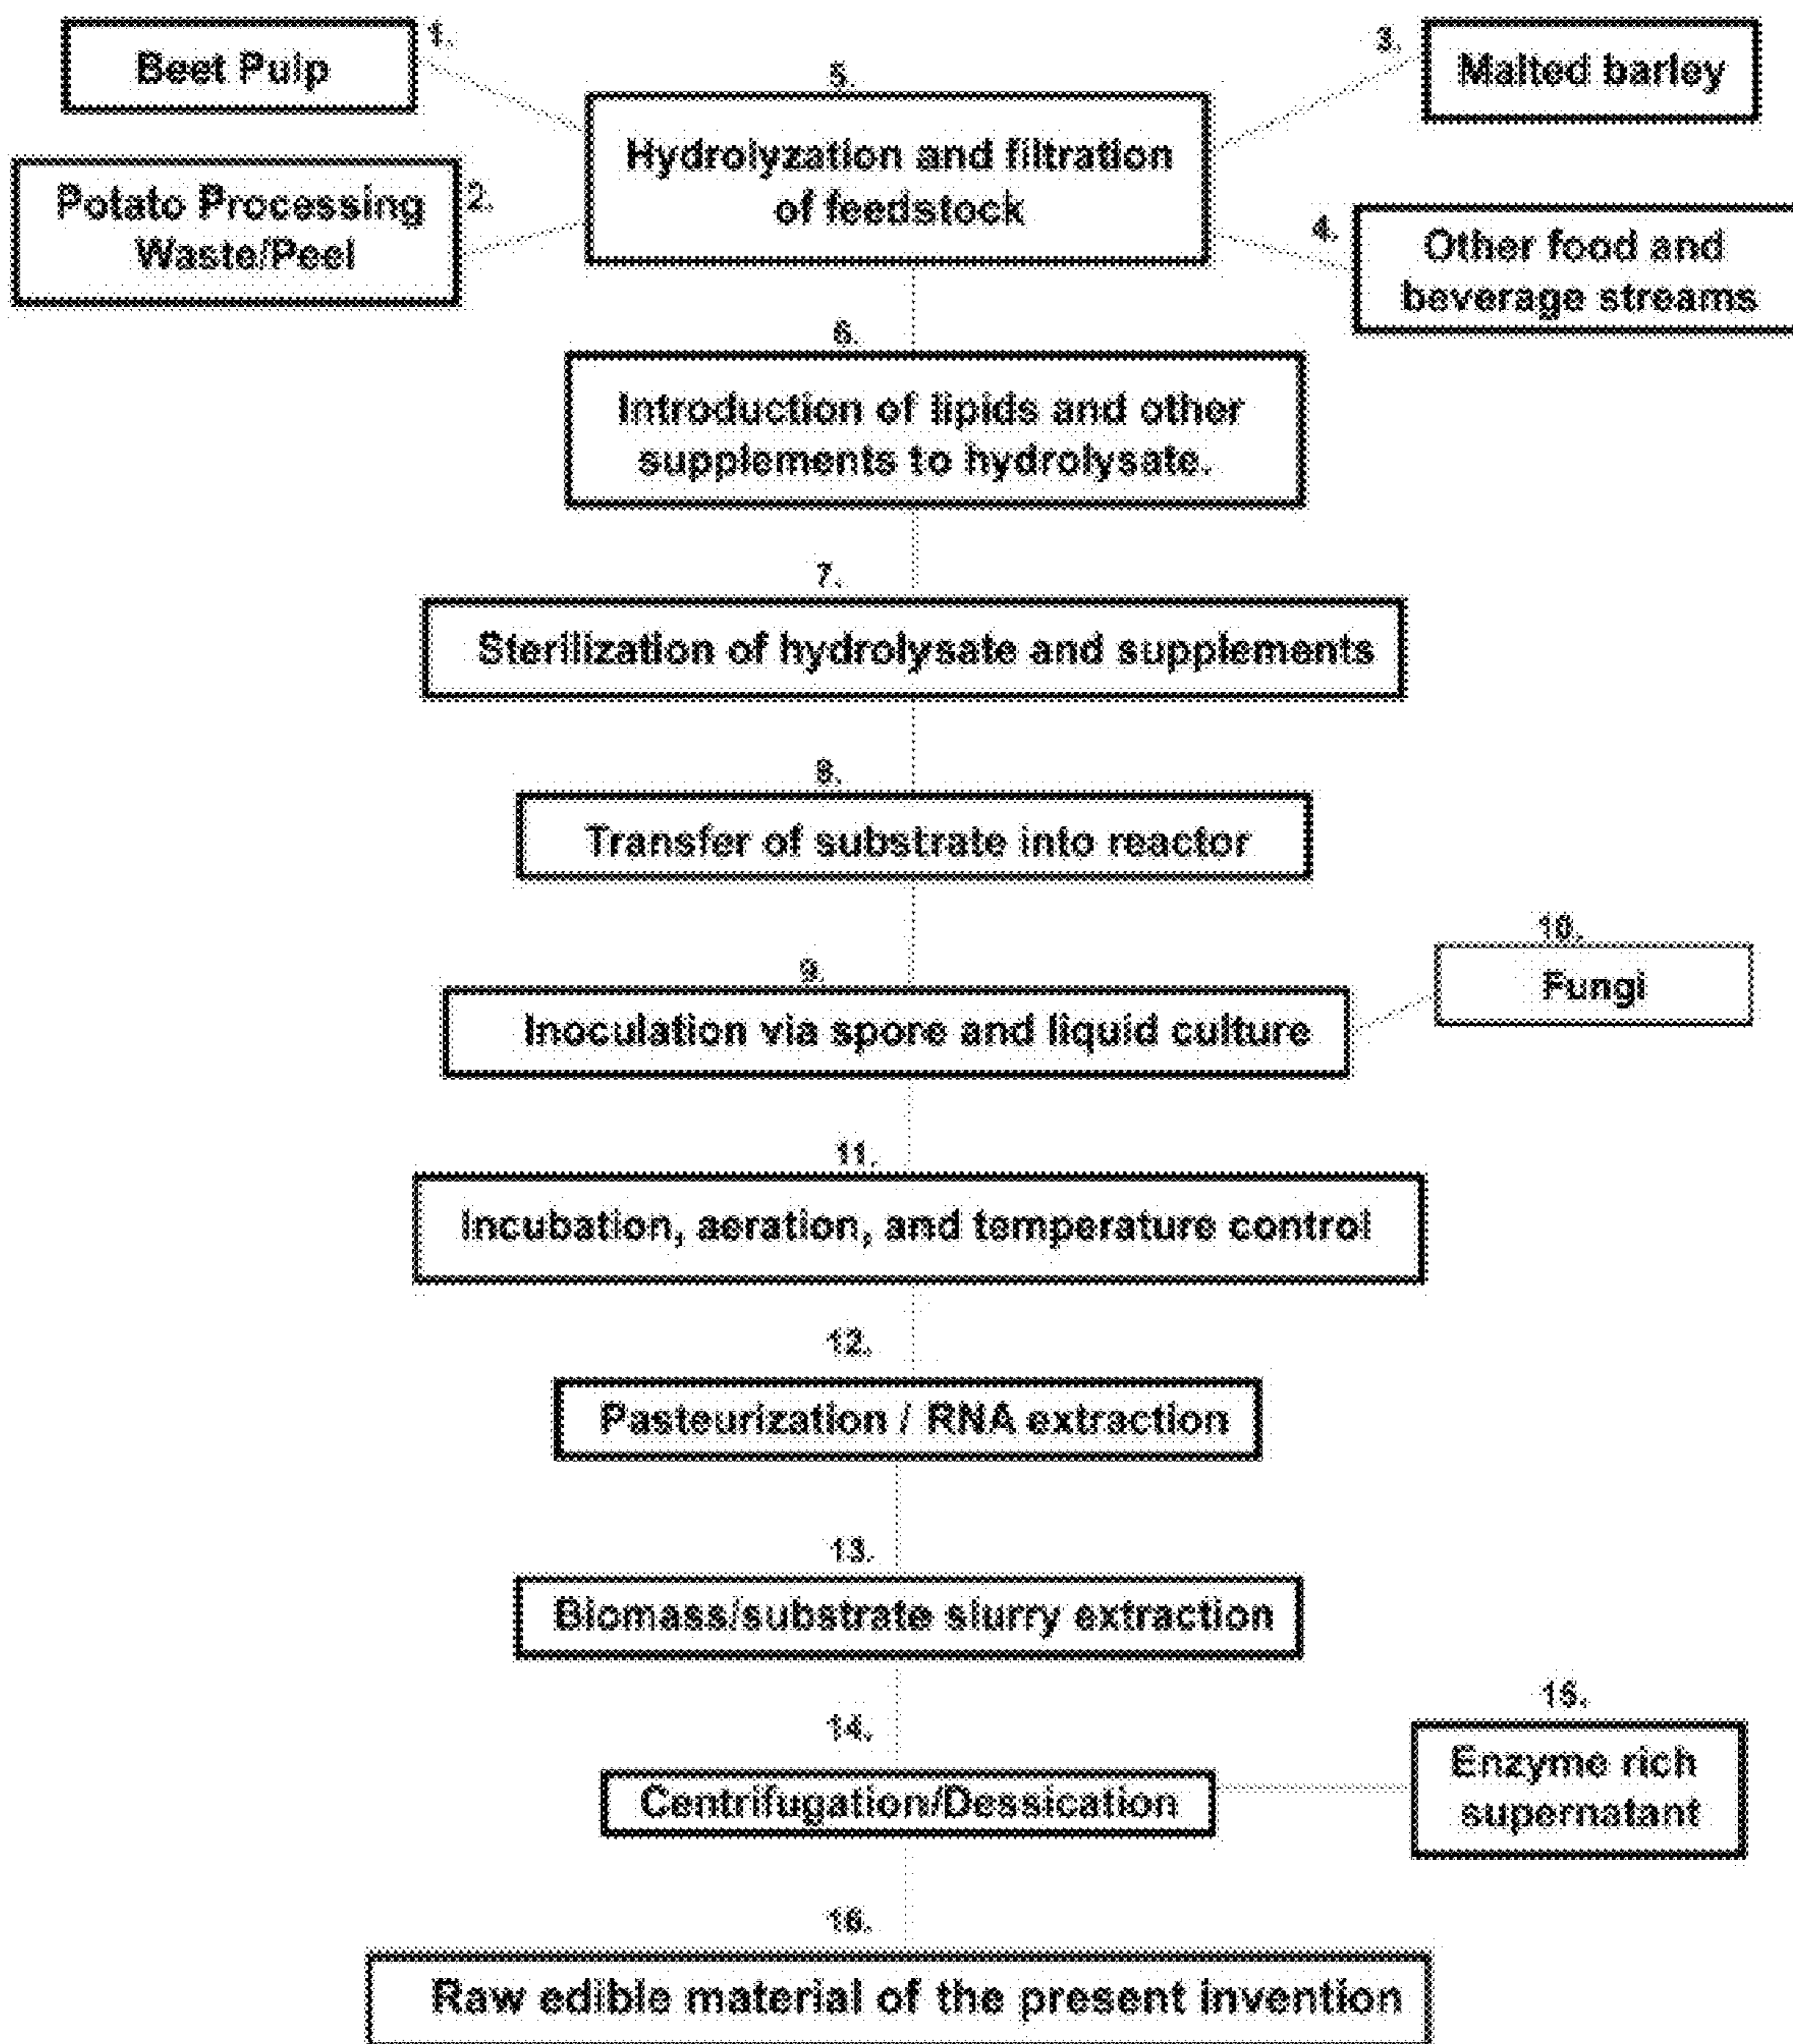 1.
Beet Pulp
2.
Potato Processing
Waste/Peel
3.
Malted barley
4.
Other food and
beverage streams
5.
Hydrolyzation and filtration
of feedstock
6.
Introduction of lipids and other
supplements to hydrolysate.
7.
Sterilization of hydrolysate and supplements
8.
Transfer of substrate into reactor
9.
Inoculation via spore and liquid culture
10.
Fungi
11.
Incubation, aeration, and temperature control
12.
Pasteurization / RNA extraction
13.
Biomass/substrate slurry extraction
14.
Centrifugation/Dessication
15.
Enzyme rich
supernatant
16.
Raw edible material of the present invention